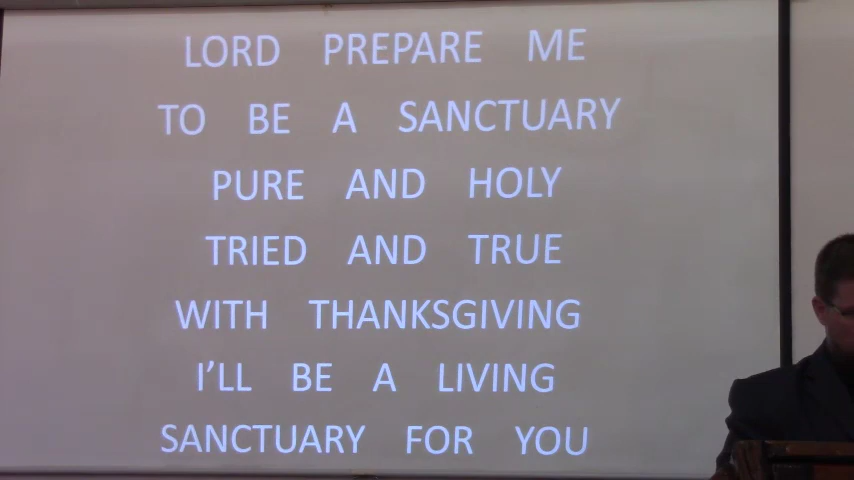 LORD PREPARE ME
TO BE A SANCTUARY
PURE AND HOLY
TRIED AND TRUE
WITH THANKSGIVING
I'LL BE A LIVING
SANCTUARY FOR YOU